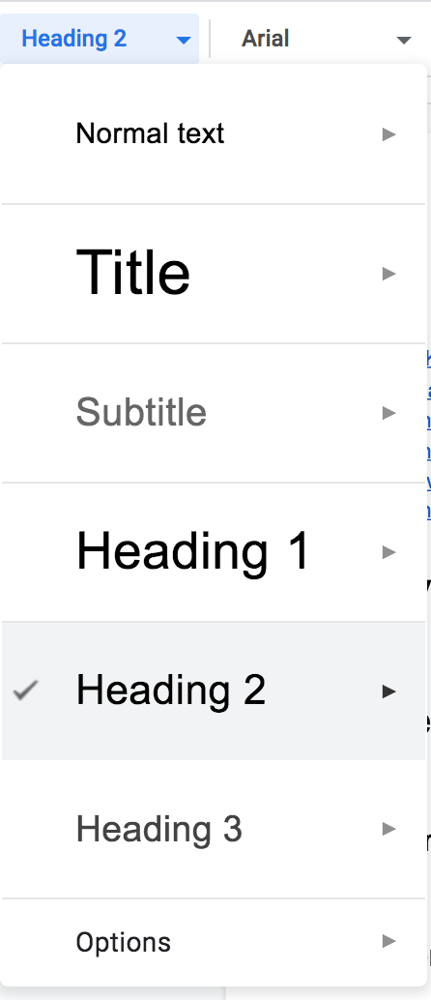 Heading 2 Arial
Normal text
Title
Subtitle
Heading 1
Heading 2
Heading 3
Options